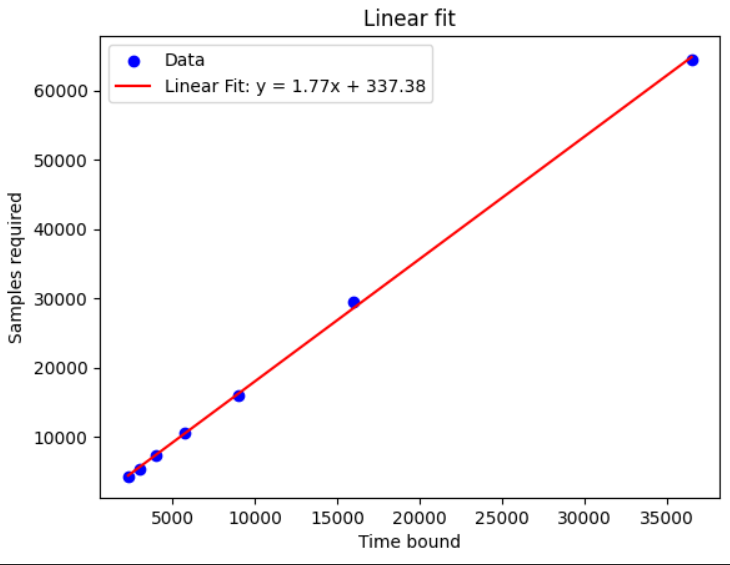 Linear fit
Data
Linear Fit: y = 1.77x + 337.38
Samples required
60000
50000
40000
30000
20000
10000
5000 10000 15000 20000 25000 30000 35000
Time bound